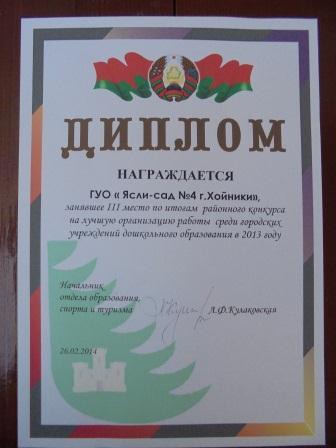 ДИПЛОМ
НАГРАЖДАЕТСЯ
ГУО « Ясли-сад №4 г.Хойники»,
занявшее III место по итогам районного конкурса
на лучшую организацию работы среди городских
учреждений дошкольного образования в 2013 году
Начальник
отдела образования,
спорта и туризма Л.Ф.Кулаковская
26.02.2014